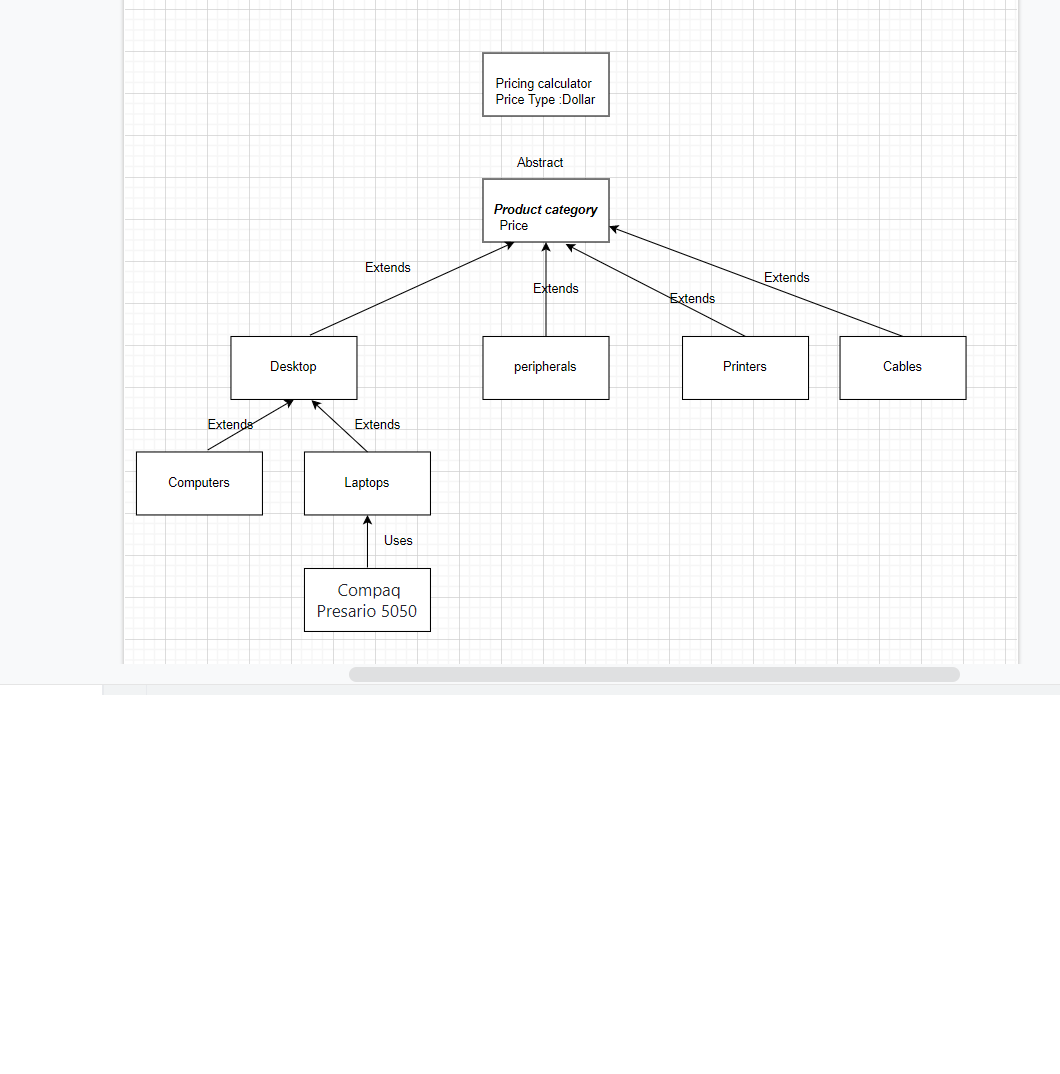 Pricing calculator
Price Type :Dollar
Abstract
Product category
Price
Extends
Extends
Extends
Extends
Desktop
peripherals
Printers
Cables
Extends
Extends
Computers
Laptops
Uses
Compaq
Presario 5050